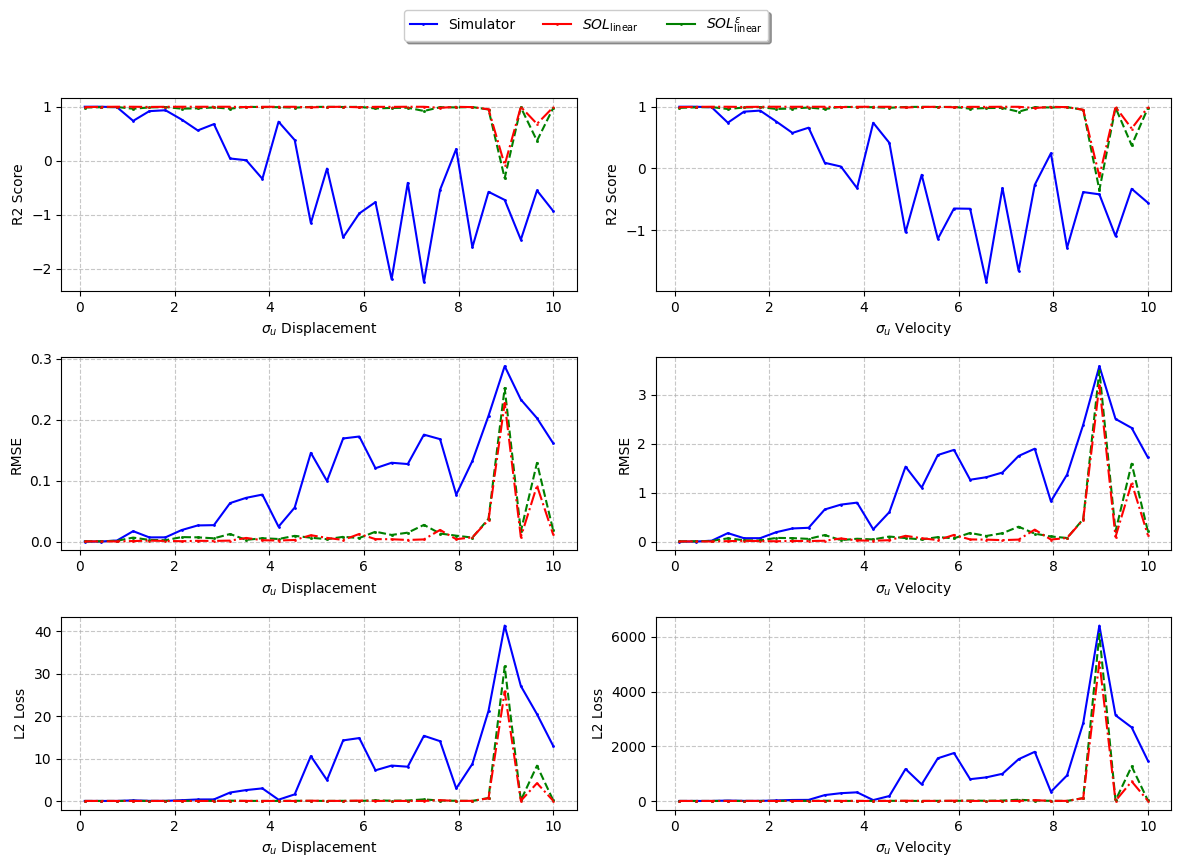 Simulator SOL_linear SOL^ε_linear
1
0
−1
−2
R2 Score
0 2 4 6 8 10
σ_u Displacement
1
0
−1
R2 Score
0 2 4 6 8 10
σ_u Velocity
0.3
0.2
0.1
0.0
RMSE
0 2 4 6 8 10
σ_u Displacement
3
2
1
0
RMSE
0 2 4 6 8 10
σ_u Velocity
40
30
20
10
0
L2 Loss
0 2 4 6 8 10
σ_u Displacement
6000
4000
2000
0
L2 Loss
0 2 4 6 8 10
σ_u Velocity